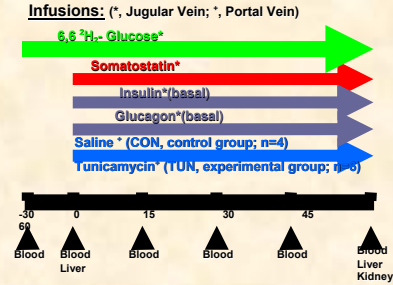 Infusions: (*, Jugular Vein; +, Portal Vein)
6,6 ²H₂- Glucose*
Somatostatin*
Insulin*(basal)
Glucagon*(basal)
Saline + (CON, control group; n=4)
Tunicamycin+ (TUN, experimental group; n=6)
-30 0 15 30 45
60
Blood Blood Blood Blood Blood Blood
Liver Liver
Kidney